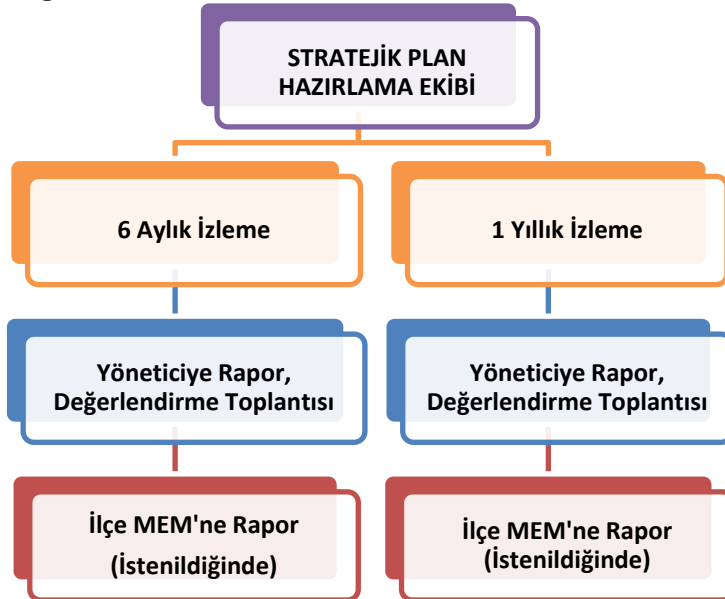 STRATEJİK PLAN
HAZIRLAMA EKİBİ
6 Aylık İzleme
1 Yıllık İzleme
Yöneticiye Rapor,
Değerlendirme Toplantısı
Yöneticiye Rapor,
Değerlendirme Toplantısı
İlçe MEM'ne Rapor
(İstenildiğinde)
İlçe MEM'ne Rapor
(İstenildiğinde)